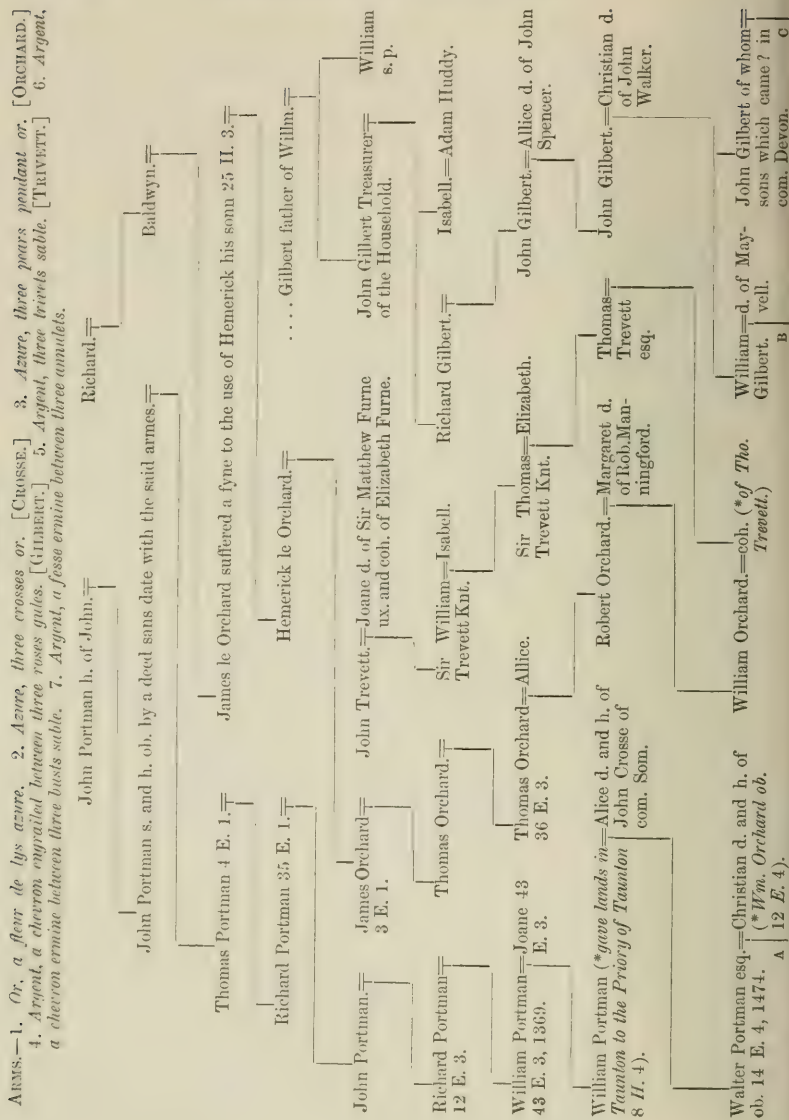 ARMS.—1. Or, a fleur de lys azure. 2. Azure, three crosses or. [CROSSE.] 3. Azure, three pears pendant or. [ORCHARD.]
4. Argent, a chevron engrailed between three roses gules. [GILBERT.] 5. Argent, three trivets sable. [TRIVETT.] 6. Argent,
a chevron ermine between three busts sable. 7. Argent, a fesse ermine between three annulets.
John Portman h. of John.
Richard.
John Portman s. and h. ob. by a deed sans date with the said armes.
Baldwyn.
Thomas Portman 4 E. 1.
James le Orchard suffered a fyne to the use of Hemerick his sonn 25 H. 3.
Richard Portman 35 E. 1.
Hemerick le Orchard.
.... Gilbert father of Willm.
John Portman.
James Orchard
3 E. 1.
John Trevett.=Joane d. of Sir Matthew Furne
ux. and coh. of Elizabeth Furne.
John Gilbert Treasurer
of the Household.
William
s. p.
Richard Portman
12 E. 3.
Thomas Orchard.
Sir William=Isabell.
Trevett Knt.
Richard Gilbert.
Isabell.=Adam Huddy.
William Portman=Joane 43
43 E. 3, 1369. E. 3.
Thomas Orchard=Allice.
36 E. 3.
Sir Thomas=Elizabeth.
Trevett Knt.
John Gilbert.=Allice d. of John
Spencer.
William Portman (*gave lands in=Alice d. and h. of
Taunton to the Priory of Taunton John Crosse of
8 H. 4). com. Som.
Robert Orchard.=Margaret d.
of Rob. Man-
ningford.
Thomas
Trevett
esq.
John Gilbert.=Christian d.
of John
Walker.
Walter Portman esq.=Christian d. and h. of
ob. 14 E. 4, 1474. (*Wm. Orchard ob.
A 12 E. 4).
William Orchard.=coh. (*of Tho.
Trevett.)
William=d. of May-
Gilbert. vell.
B
John Gilbert of whom
sons which came? in
com. Devon. C